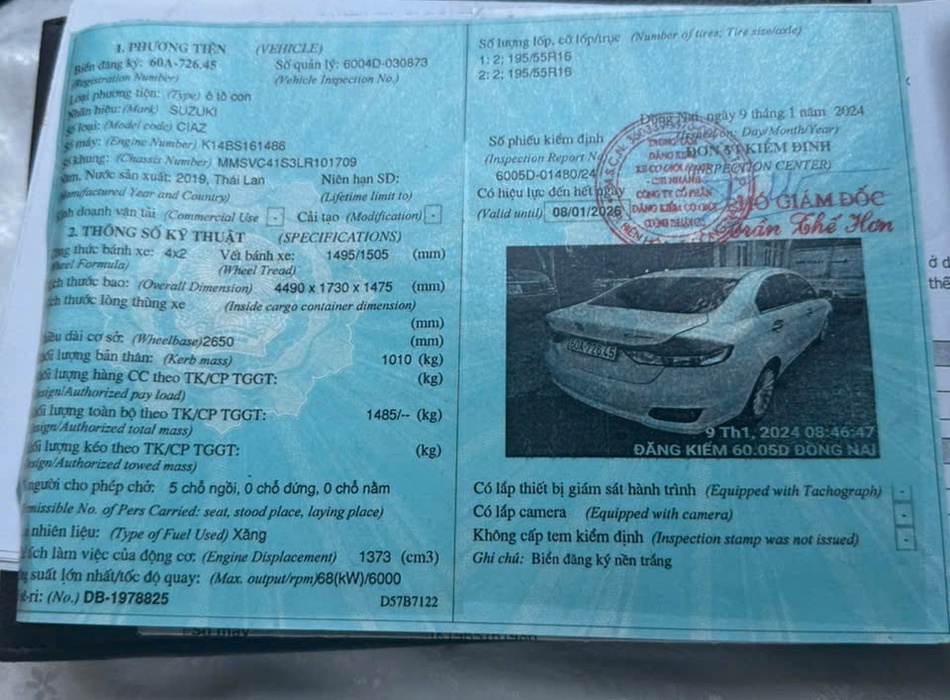 1. PHƯƠNG TIỆN (VEHICLE)
Biển đăng ký: 60A-726.45 Số quản lý: 6004D-030873
(Registration Number) (Vehicle Inspection No.)
Loại phương tiện: (Type) ô tô con
Nhãn hiệu: (Mark) SUZUKI
Số loại: (Model code) CIAZ
Số máy: (Engine Number) K14BS161486
Số khung: (Chassis Number) MMSVC41S3LR101709
Năm, Nước sản xuất: 2019, Thái Lan Niên hạn SD:
(Manufactured Year and Country) (Lifetime limit to)
Kinh doanh vận tải (Commercial Use) - Cải tạo (Modification) -
2. THÔNG SỐ KỸ THUẬT (SPECIFICATIONS)
thức bánh xe: 4x2 Vết bánh xe: 1495/1505 (mm)
(Wheel Formula) (Wheel Tread)
thước bao: (Overall Dimension) 4490 x 1730 x 1475 (mm)
thước lòng thùng xe (Inside cargo container dimension)
(mm)
dài cơ sở: (Wheelbase)2650 (mm)
lượng bản thân: (Kerb mass) 1010 (kg)
lượng hàng CC theo TK/CP TGGT: (kg)
(Design/Authorized pay load)
lượng toàn bộ theo TK/CP TGGT: 1485/-- (kg)
(Design/Authorized total mass)
lượng kéo theo TK/CP TGGT: (kg)
(Design/Authorized towed mass)
người cho phép chở: 5 chỗ ngồi, 0 chỗ đứng, 0 chỗ nằm
(Permissible No. of Pers Carried: seat, stood place, laying place)
nhiên liệu: (Type of Fuel Used) Xăng
tích làm việc của động cơ: (Engine Displacement) 1373 (cm3)
suất lớn nhất/tốc độ quay: (Max. output/rpm)68(kW)/6000
(No.) DB-1978825 D57B7122
Số lượng lốp, cỡ lốp/trục (Number of tires; Tire size/axle)
1: 2; 195/55R16
2: 2; 195/55R16
Đồng Nai, ngày 9 tháng 1 năm 2024
(Issued on: Day/Month/Year)
Số phiếu kiểm định ĐƠN VỊ KIỂM ĐỊNH
(Inspection Report No (INSPECTION CENTER)
6005D-01480/24
Có hiệu lực đến hết ngày
(Valid until) 08/01/2026
PHÓ GIÁM ĐỐC
Trần Thế Hơn
TRUNG TÂM
ĐĂNG KIỂM
XE CƠ GIỚI
- CHI NHÁNH
CÔNG TY CỔ PHẦN
ĐĂNG KIỂM CƠ GIỚI
60A-726.45
9 Th1, 2024 08:46:47
ĐĂNG KIỂM 60.05D ĐỒNG NAI
Có lắp thiết bị giám sát hành trình (Equipped with Tachograph) -
Có lắp camera (Equipped with camera) -
Không cấp tem kiểm định (Inspection stamp was not issued) -
Ghi chú: Biển đăng ký nền trắng